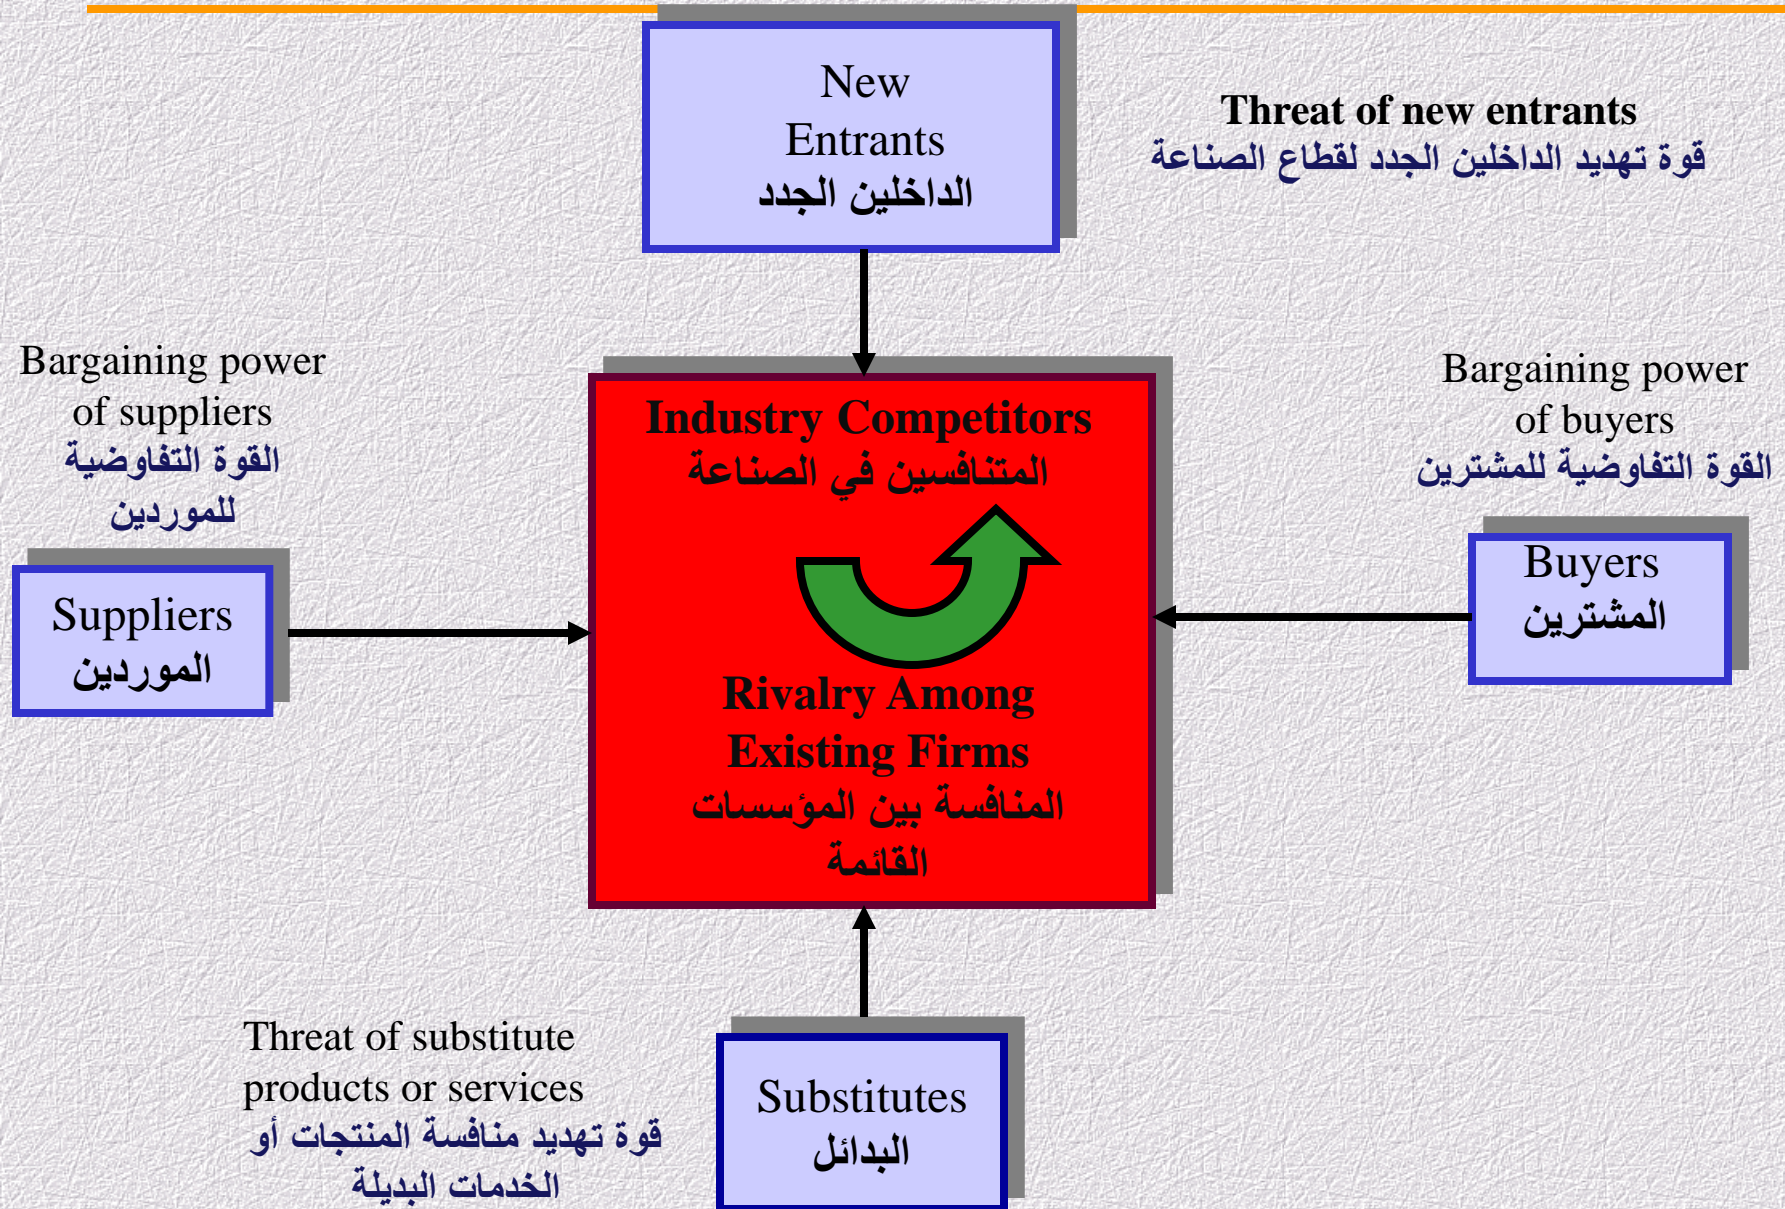 New
Entrants
الداخلين الجدد
Threat of new entrants
قوة تهديد الداخلين الجدد لقطاع الصناعة
Bargaining power
of suppliers
القوة التفاوضية
للموردين
Suppliers
الموردين
Industry Competitors
المتنافسين في الصناعة
Rivalry Among
Existing Firms
المنافسة بين المؤسسات
القائمة
Bargaining power
of buyers
القوة التفاوضية للمشترين
Buyers
المشترين
Threat of substitute
products or services
قوة تهديد منافسة المنتجات أو
الخدمات البديلة
Substitutes
البدائل